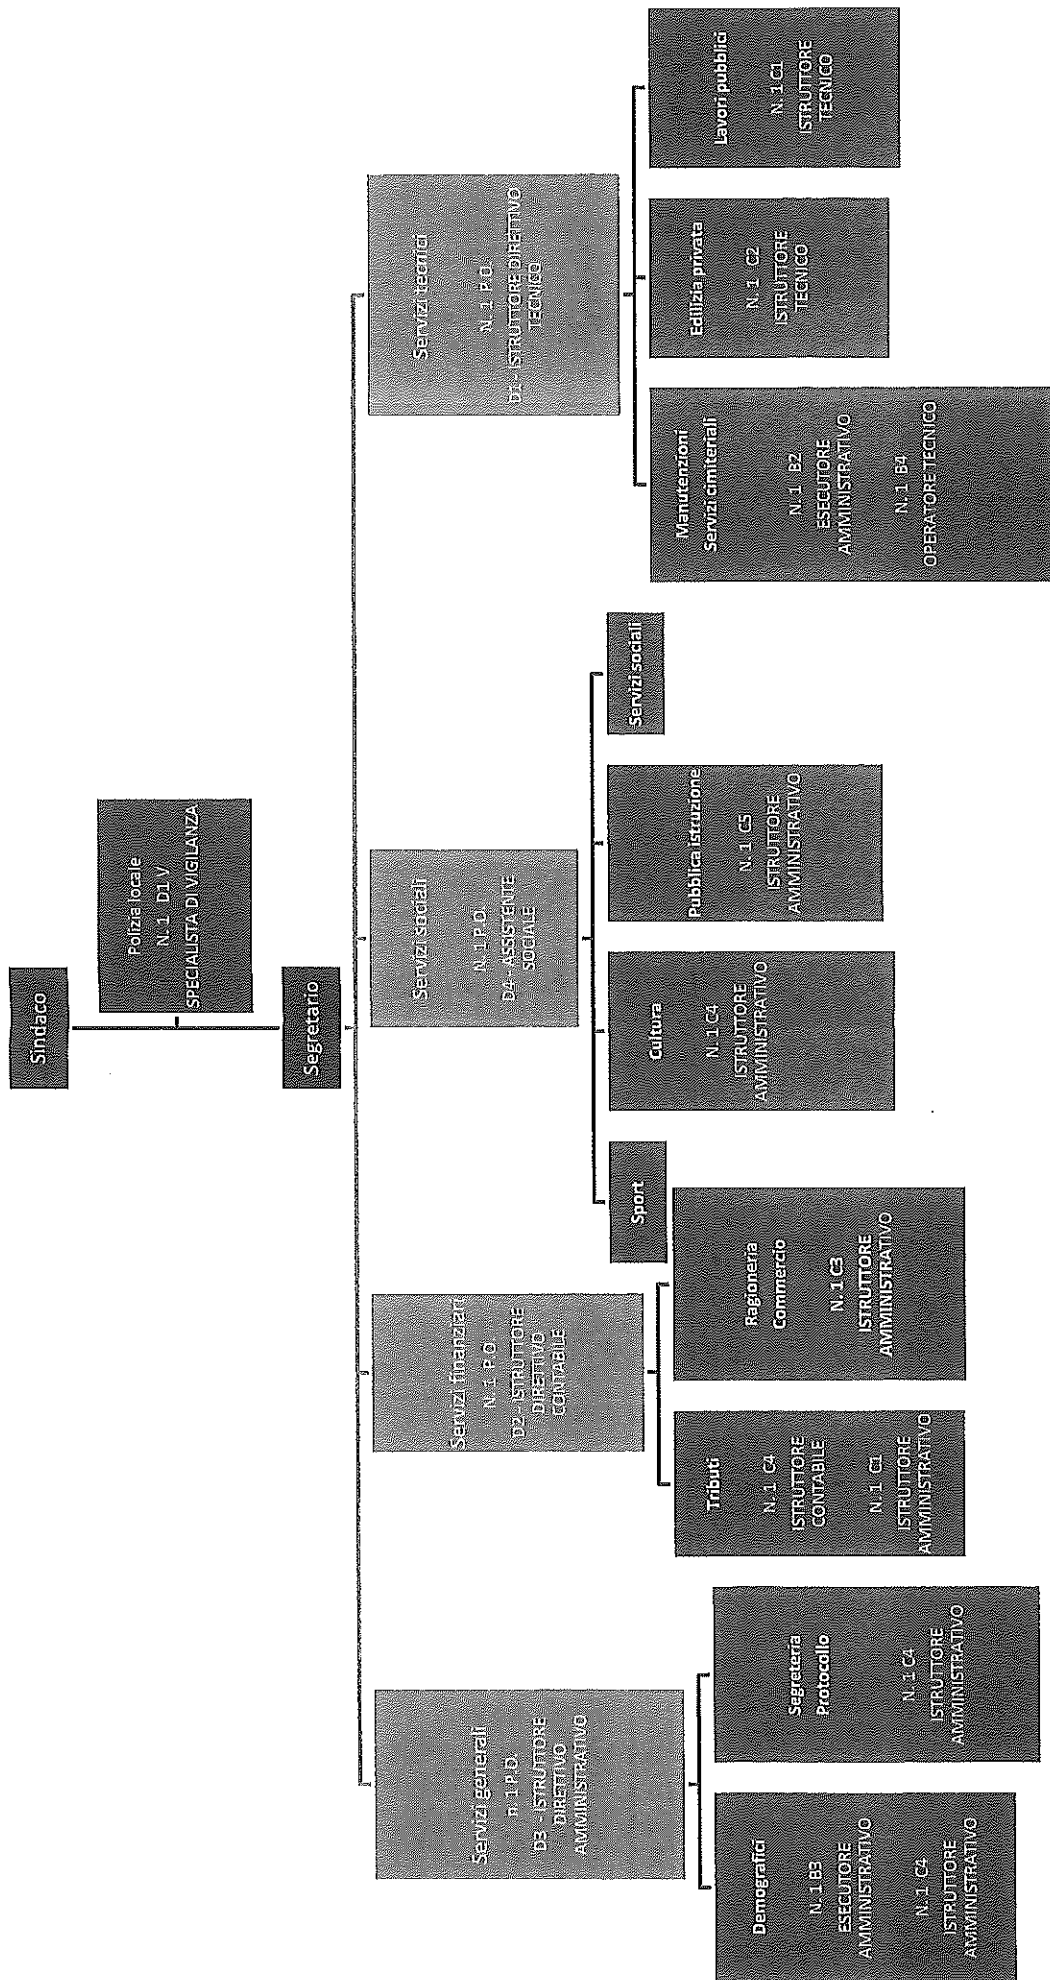 Sindaco
Polizia locale
N. 1 D1 V
SPECIALISTA DI VIGILANZA
Segretario
Servizi generali
n. 1 P.O.
D3 - ISTRUTTORE
DIRETTIVO
AMMINISTRATIVO
Servizi finanziari
N. 1 P.O.
D2 - ISTRUTTORE
DIRETTIVO
CONTABILE
Servizi sociali
N. 1 P.O.
D4 - ASSISTENTE
SOCIALE
Servizi tecnici
N. 1 P.O.
D1 - ISTRUTTORE DIRETTIVO
TECNICO
Demografici
N. 1 B3
ESECUTORE
AMMINISTRATIVO
N. 1 C4
ISTRUTTORE
AMMINISTRATIVO
Segreteria
Protocollo
N. 1 C4
ISTRUTTORE
AMMINISTRATIVO
Tributi
N. 1 C4
ISTRUTTORE
CONTABILE
N. 1 C1
ISTRUTTORE
AMMINISTRATIVO
Ragioneria
Commercio
N. 1 C3
ISTRUTTORE
AMMINISTRATIVO
Sport
Cultura
N. 1 C4
ISTRUTTORE
AMMINISTRATIVO
Pubblica istruzione
N. 1 C5
ISTRUTTORE
AMMINISTRATIVO
Servizi sociali
Manutenzioni
Servizi cimiteriali
N. 1 B2
ESECUTORE
AMMINISTRATIVO
N. 1 B4
OPERATORE TECNICO
Edilizia privata
N. 1 C2
ISTRUTTORE
TECNICO
Lavori pubblici
N. 1 C1
ISTRUTTORE
TECNICO